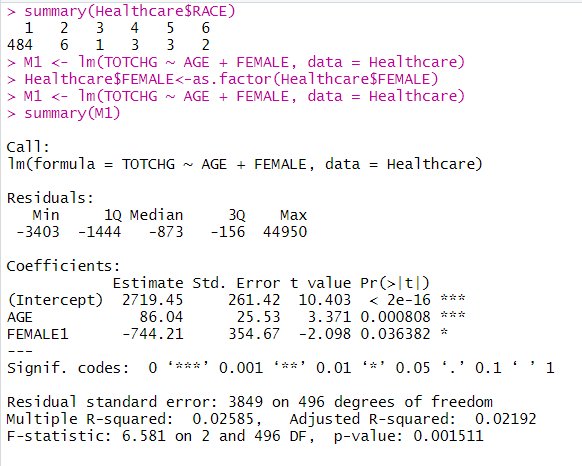 > summary(Healthcare$RACE)
  1   2   3   4   5   6
484   6   1   3   3   2
> M1 <- lm(TOTCHG ~ AGE + FEMALE, data = Healthcare)
> Healthcare$FEMALE<-as.factor(Healthcare$FEMALE)
> M1 <- lm(TOTCHG ~ AGE + FEMALE, data = Healthcare)
> summary(M1)

Call:
lm(formula = TOTCHG ~ AGE + FEMALE, data = Healthcare)

Residuals:
   Min     1Q Median     3Q    Max
 -3403  -1444   -873   -156  44950

Coefficients:
            Estimate Std. Error t value Pr(>|t|)
(Intercept)  2719.45     261.42  10.403  < 2e-16 ***
AGE            86.04      25.53   3.371 0.000808 ***
FEMALE1      -744.21     354.67  -2.098 0.036382 *
---
Signif. codes:  0 ‘***’ 0.001 ‘**’ 0.01 ‘*’ 0.05 ‘.’ 0.1 ‘ ’ 1

Residual standard error: 3849 on 496 degrees of freedom
Multiple R-squared:  0.02585,	Adjusted R-squared:  0.02192
F-statistic: 6.581 on 2 and 496 DF,  p-value: 0.001511